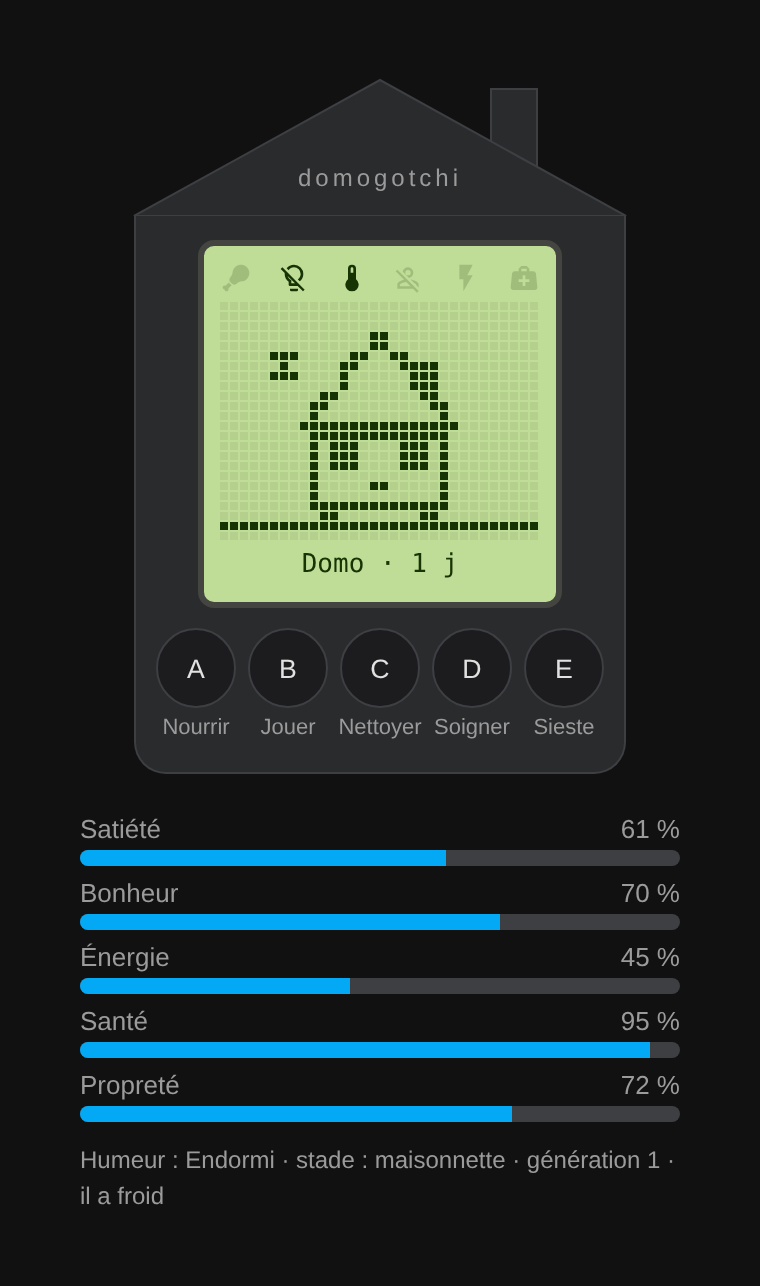 domogotchi
Domo · 1 j
A B C D E
Nourrir Jouer Nettoyer Soigner Sieste
Satiété 61 %
Bonheur 70 %
Énergie 45 %
Santé 95 %
Propreté 72 %
Humeur : Endormi · stade : maisonnette · génération 1 ·
il a froid